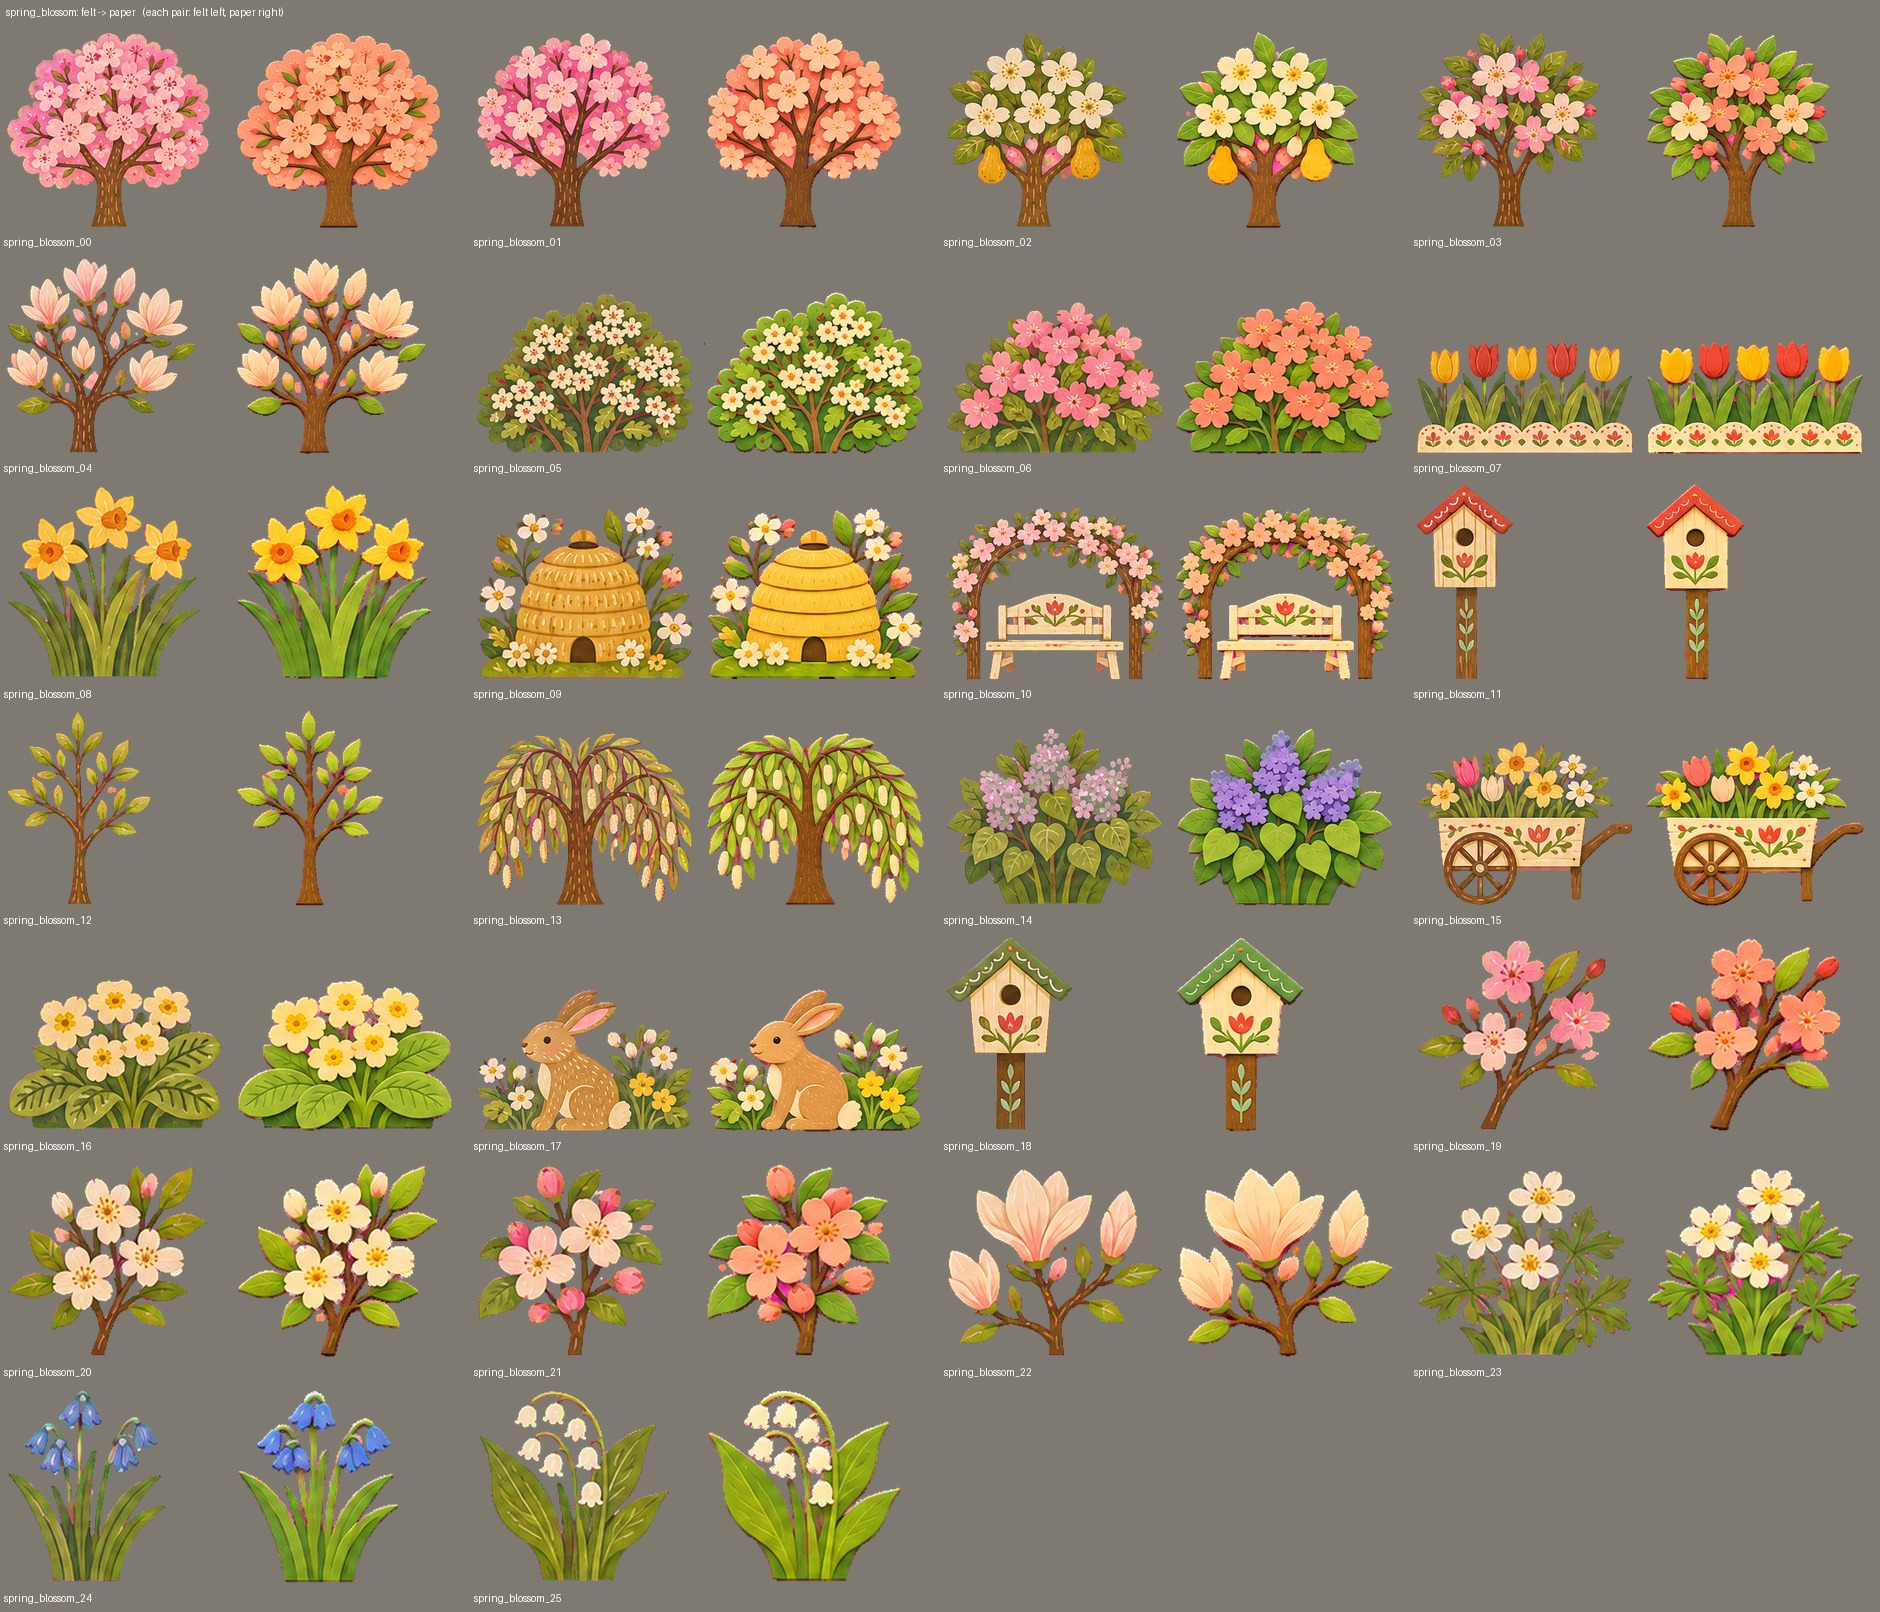 spring_blossom: felt -> paper (each pair: felt left, paper right)
spring_blossom_00
spring_blossom_01
spring_blossom_02
spring_blossom_03
spring_blossom_04
spring_blossom_05
spring_blossom_06
spring_blossom_07
spring_blossom_08
spring_blossom_09
spring_blossom_10
spring_blossom_11
spring_blossom_12
spring_blossom_13
spring_blossom_14
spring_blossom_15
spring_blossom_16
spring_blossom_17
spring_blossom_18
spring_blossom_19
spring_blossom_20
spring_blossom_21
spring_blossom_22
spring_blossom_23
spring_blossom_24
spring_blossom_25